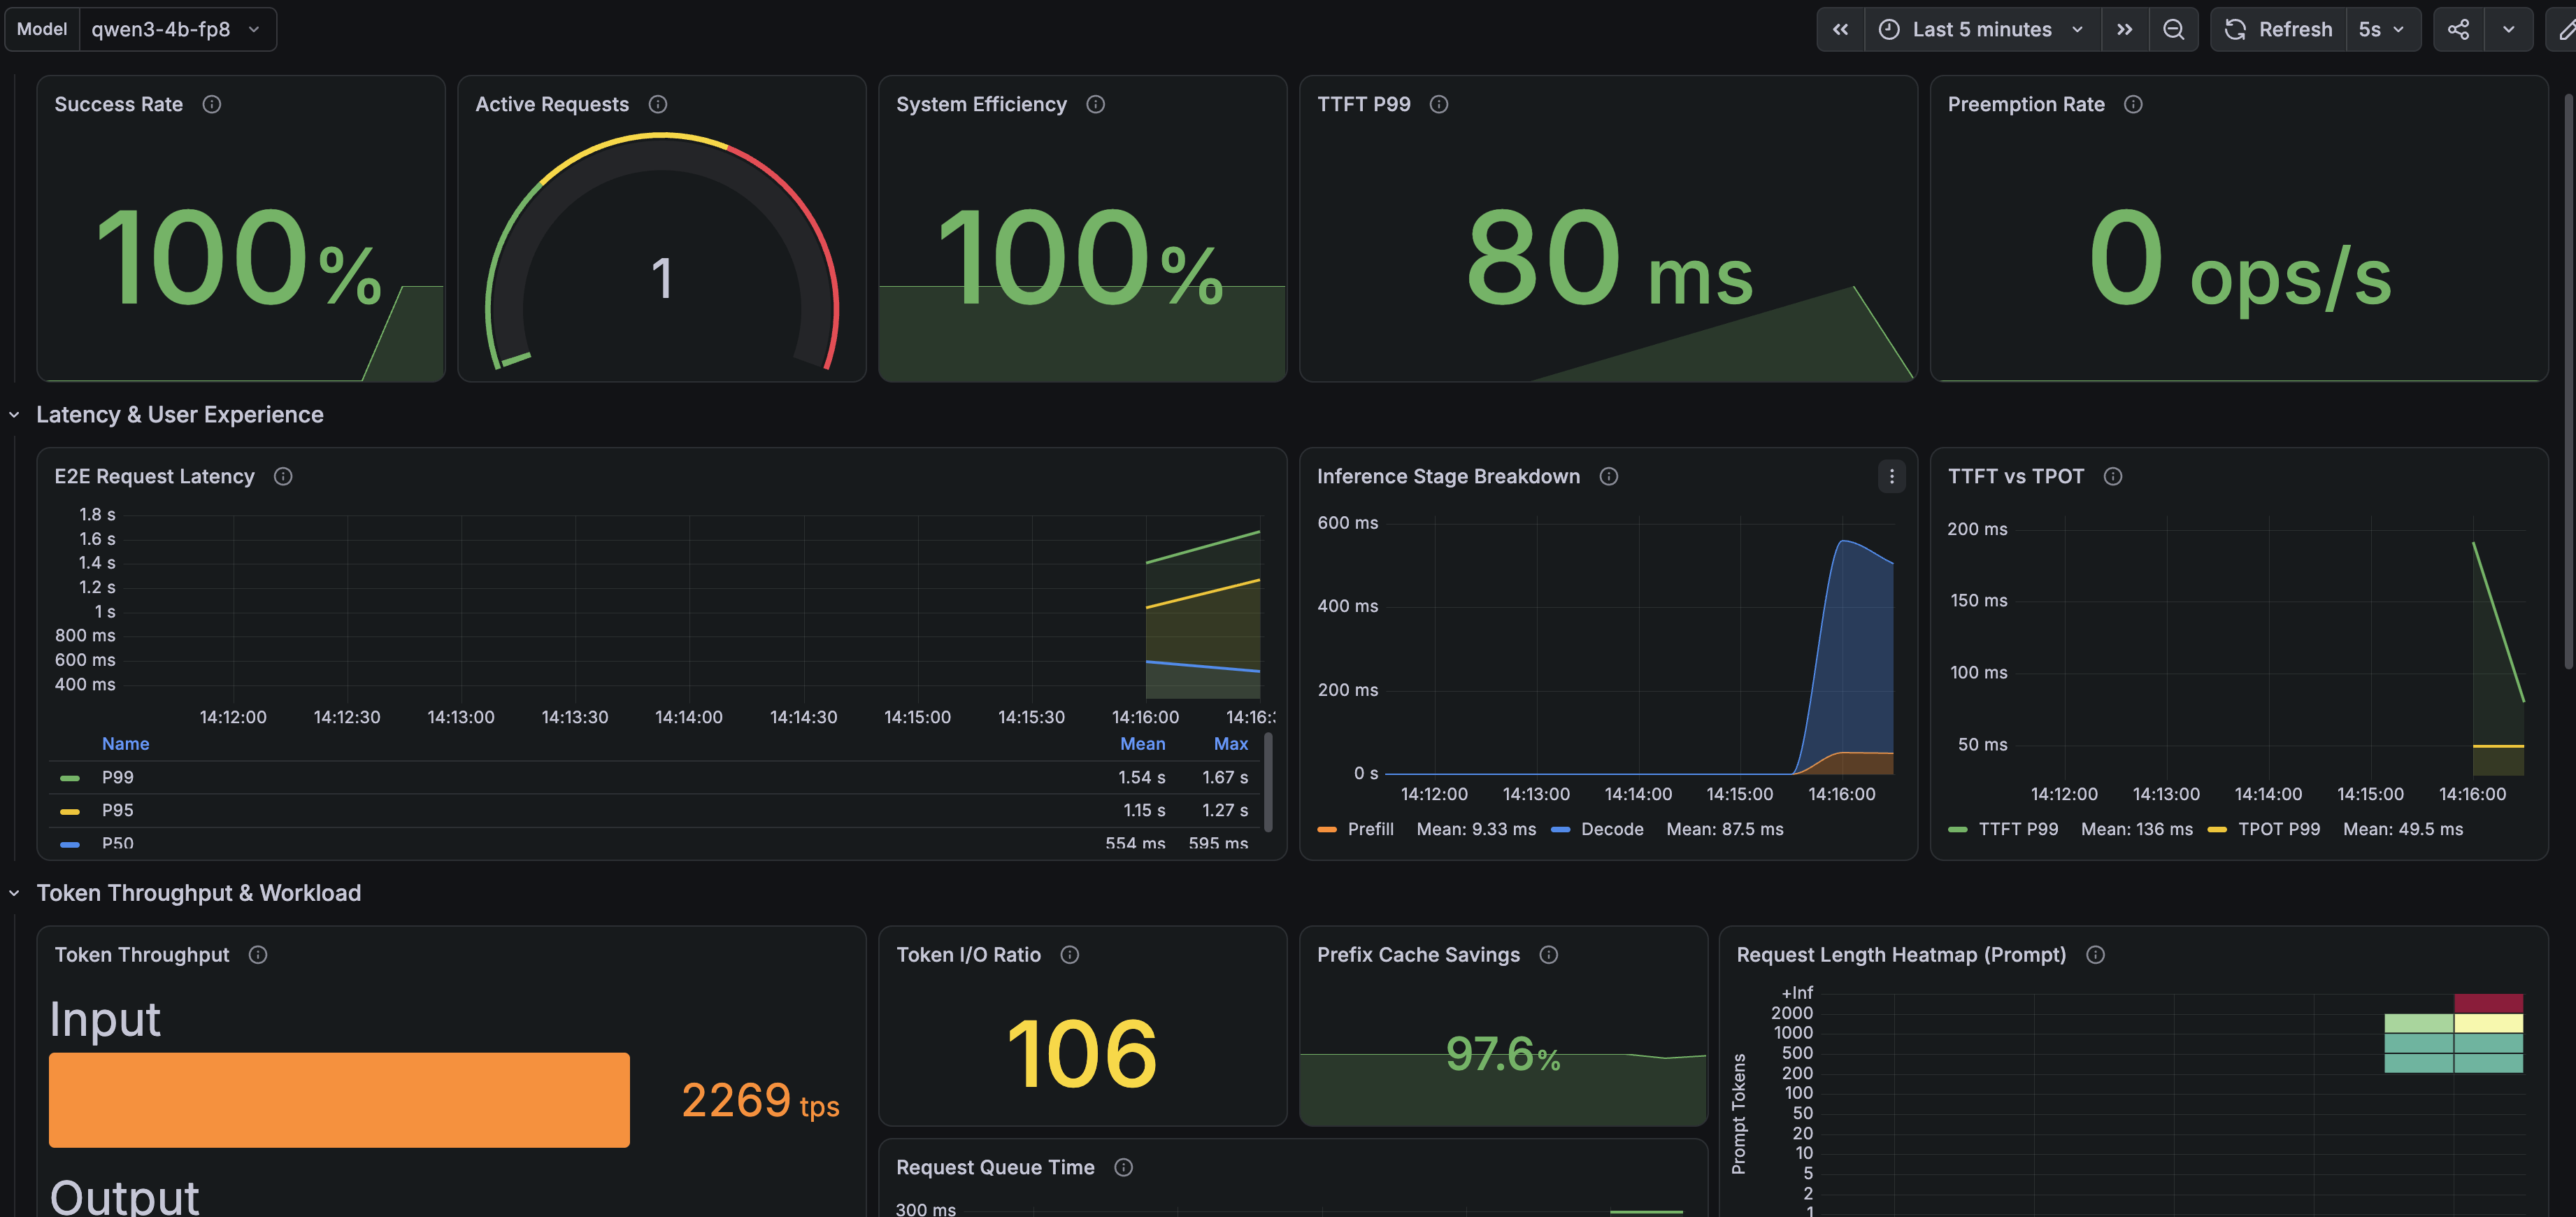 Model qwen3-4b-fp8 Last 5 minutes Refresh 5s
Success Rate
100%
Active Requests
1
System Efficiency
100%
TTFT P99
80 ms
Preemption Rate
0 ops/s
Latency & User Experience
E2E Request Latency
1.8 s
1.6 s
1.4 s
1.2 s
1 s
800 ms
600 ms
400 ms
14:12:00 14:12:30 14:13:00 14:13:30 14:14:00 14:14:30 14:15:00 14:15:30 14:16:00 14:16:
Name Mean Max
P99 1.54 s 1.67 s
P95 1.15 s 1.27 s
P50 554 ms 595 ms
Inference Stage Breakdown
600 ms
400 ms
200 ms
0 s
14:12:00 14:13:00 14:14:00 14:15:00 14:16:00
Prefill Mean: 9.33 ms Decode Mean: 87.5 ms
TTFT vs TPOT
200 ms
150 ms
100 ms
50 ms
14:12:00 14:13:00 14:14:00 14:15:00 14:16:00
TTFT P99 Mean: 136 ms TPOT P99 Mean: 49.5 ms
Token Throughput & Workload
Token Throughput
Input
2269 tps
Output
Token I/O Ratio
106
Prefix Cache Savings
97.6%
Request Queue Time
300 ms
Request Length Heatmap (Prompt)
Prompt Tokens
+Inf
2000
1000
500
200
100
50
20
10
5
2
1